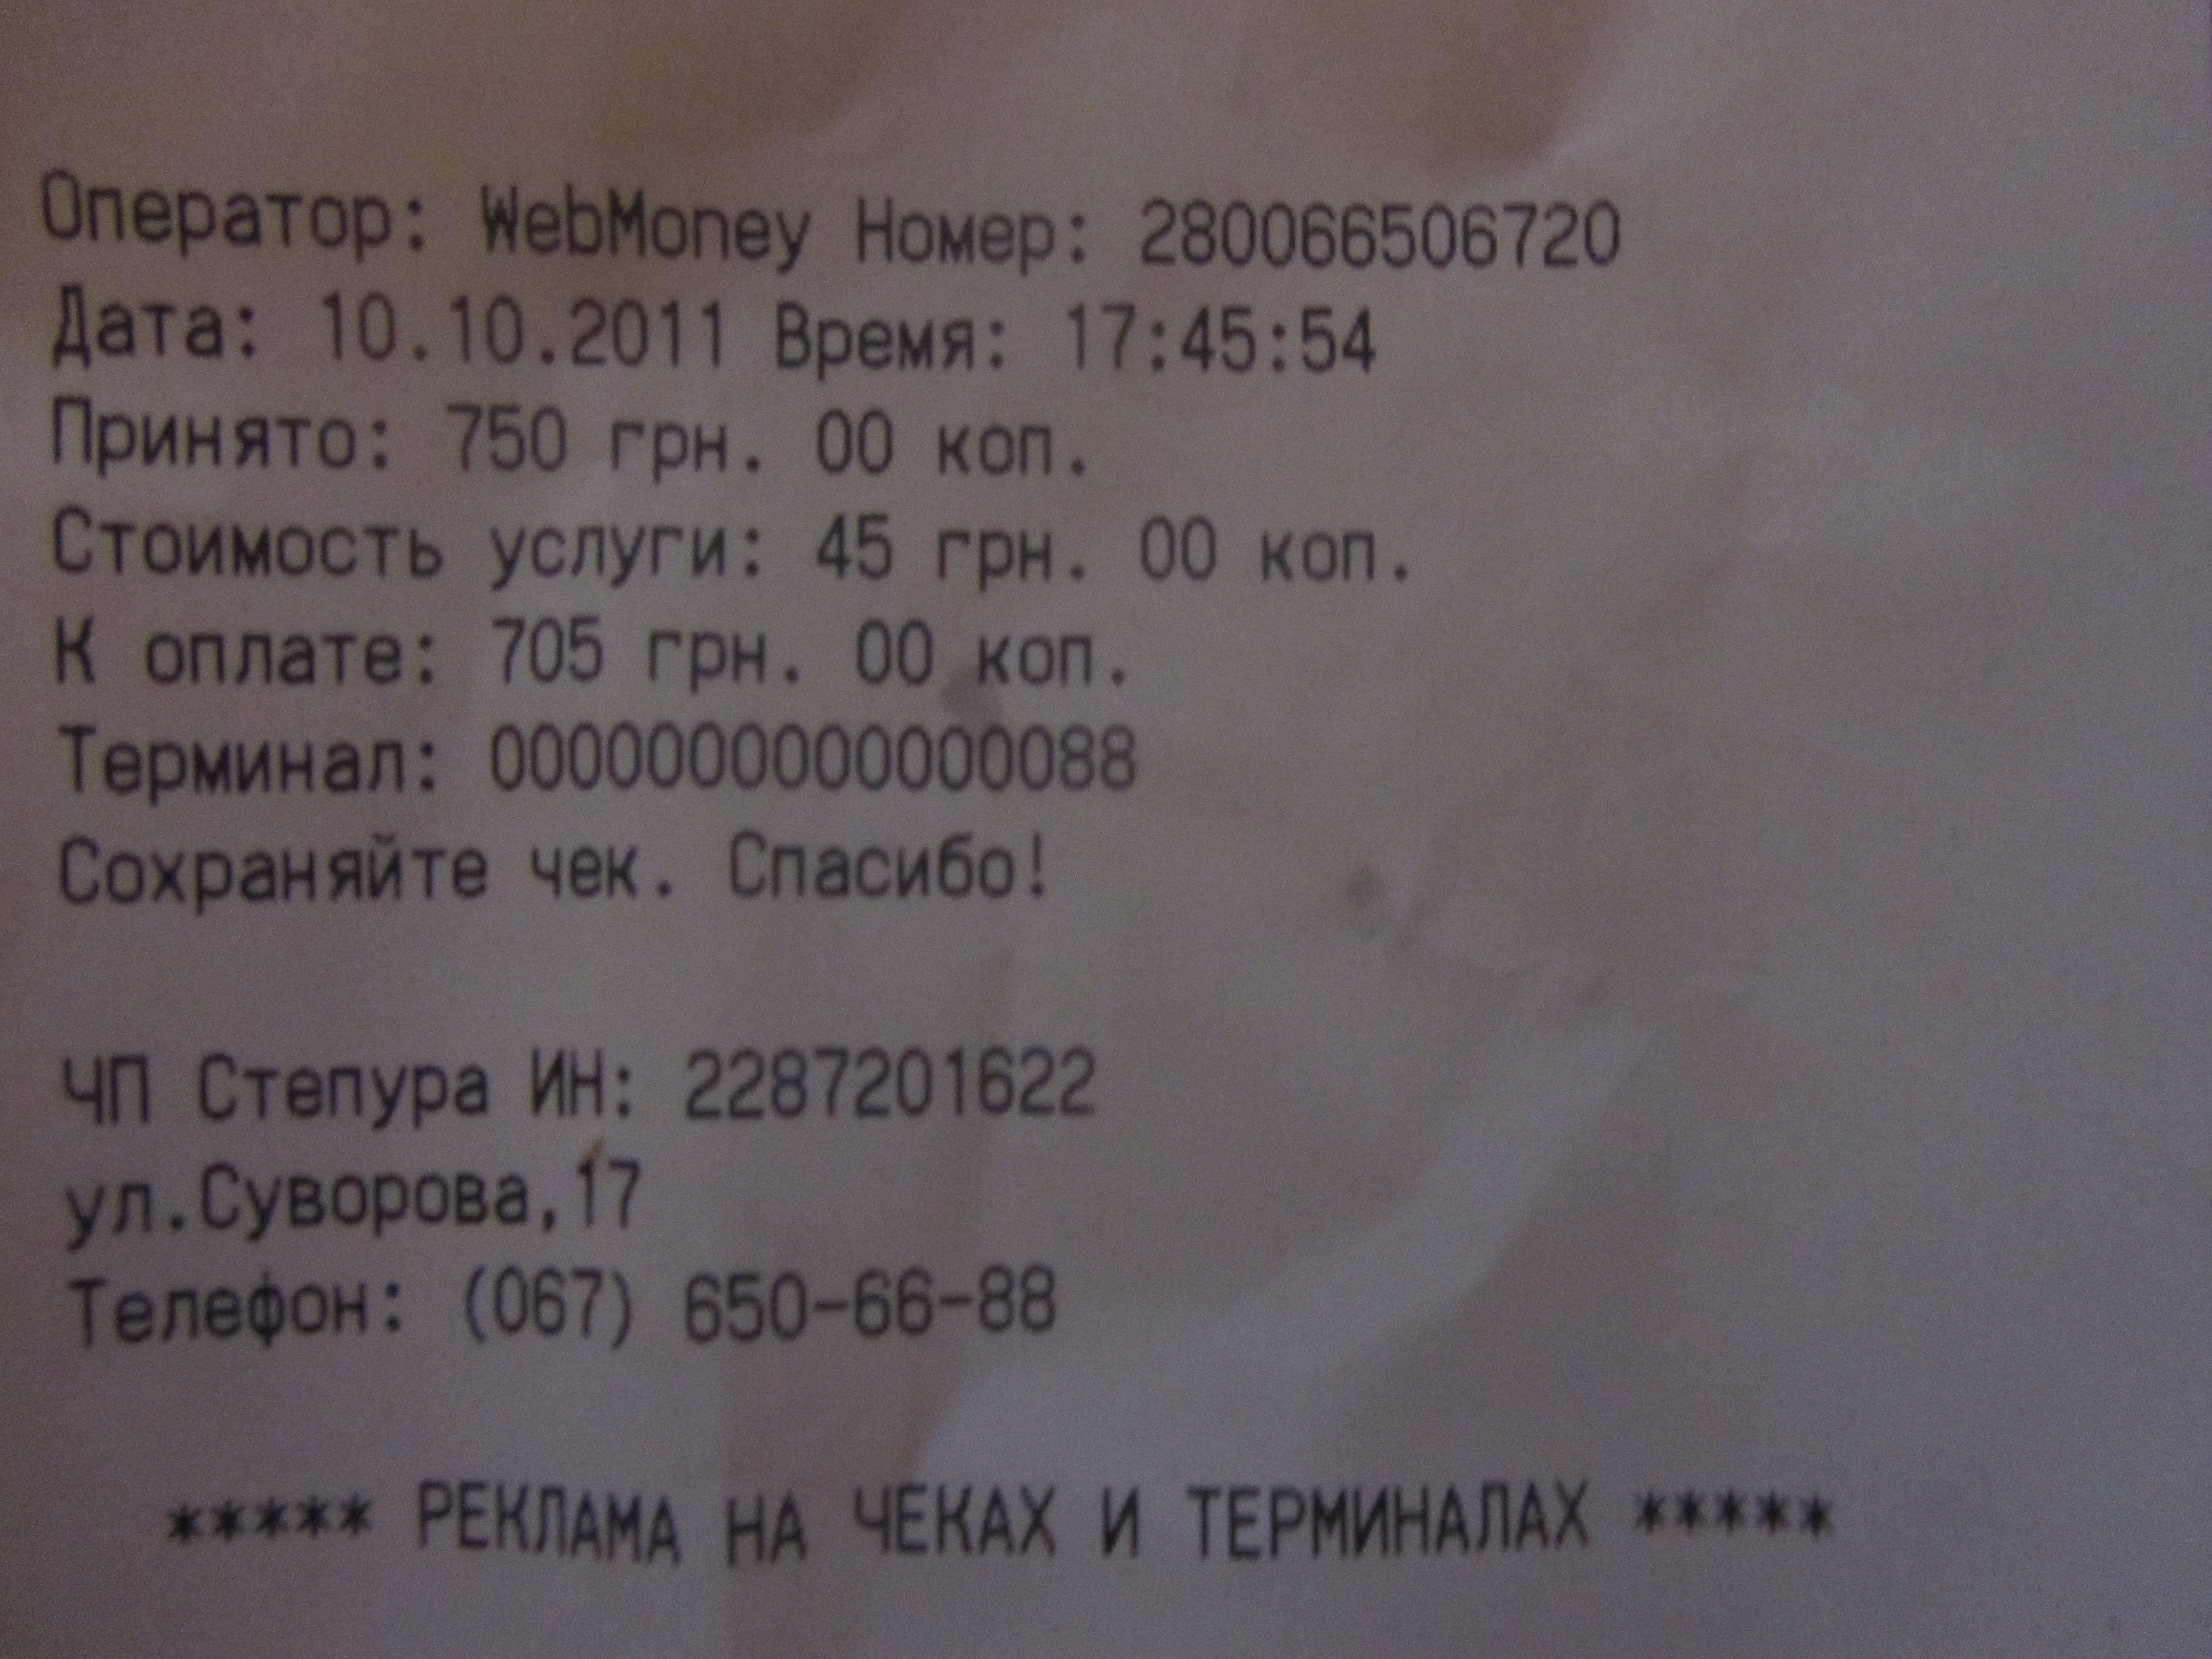 Оператор: WebMoney Номер: 280066506720
Дата: 10.10.2011 Время: 17:45:54
Принято: 750 грн. 00 коп.
Стоимость услуги: 45 грн. 00 коп.
К оплате: 705 грн. 00 коп.
Терминал: 00000000000000088
Сохраняйте чек. Спасибо!
ЧП Степура ИН: 2287201622
ул.Суворова,17
Телефон: (067) 650-66-88
***** РЕКЛАМА НА ЧЕКАХ И ТЕРМИНАЛАХ *****